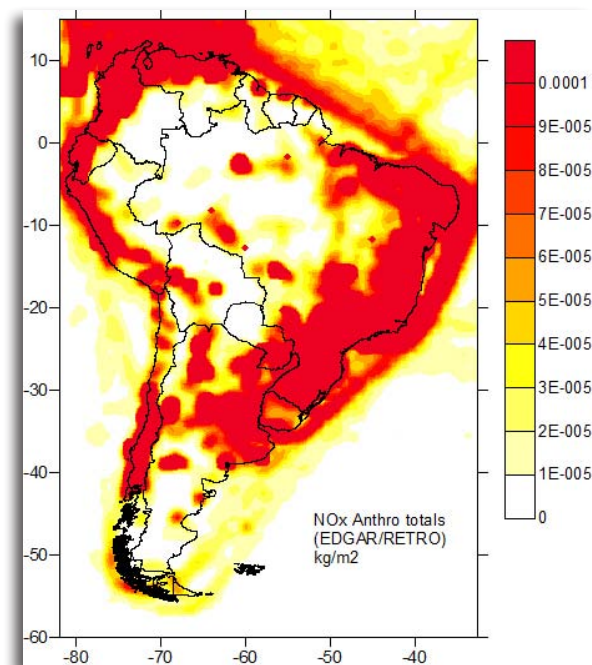 10
0
-10
-20
-30
-40
-50
-60
-80
-70
-60
-50
-40
0.0001
9E-005
8E-005
7E-005
6E-005
5E-005
4E-005
3E-005
2E-005
1E-005
0
NOx Anthro totals
(EDGAR/RETRO)
kg/m2